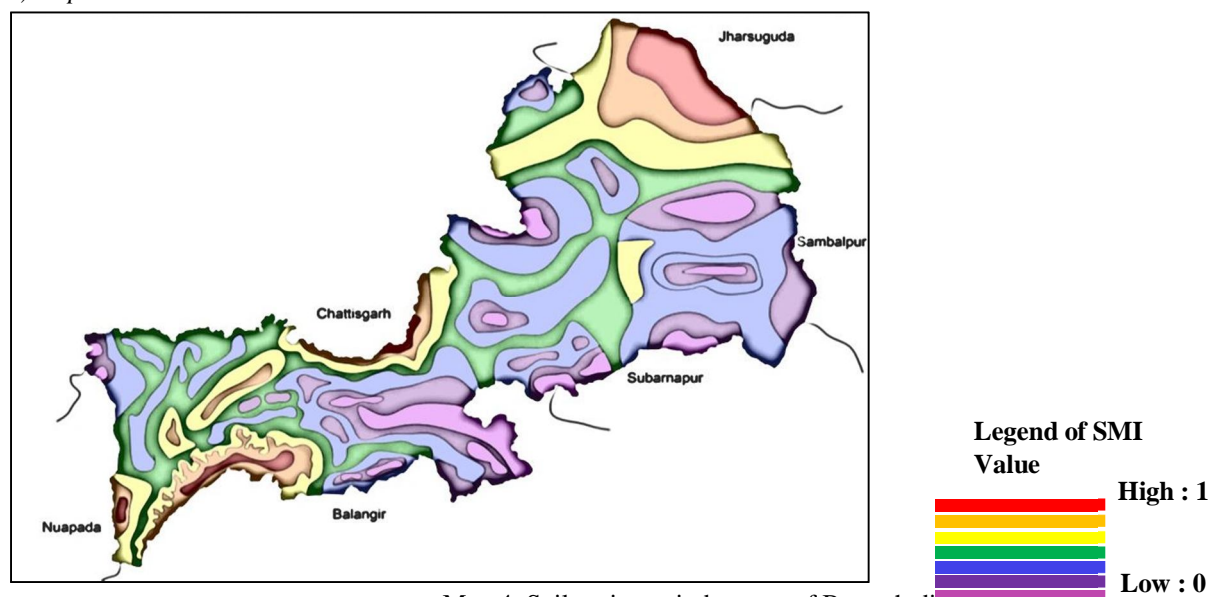 Jharsuguda
Sambalpur
Chattisgarh
Subarnapur
Balangir
Nuapada
Legend of SMI
Value
High : 1
Low : 0